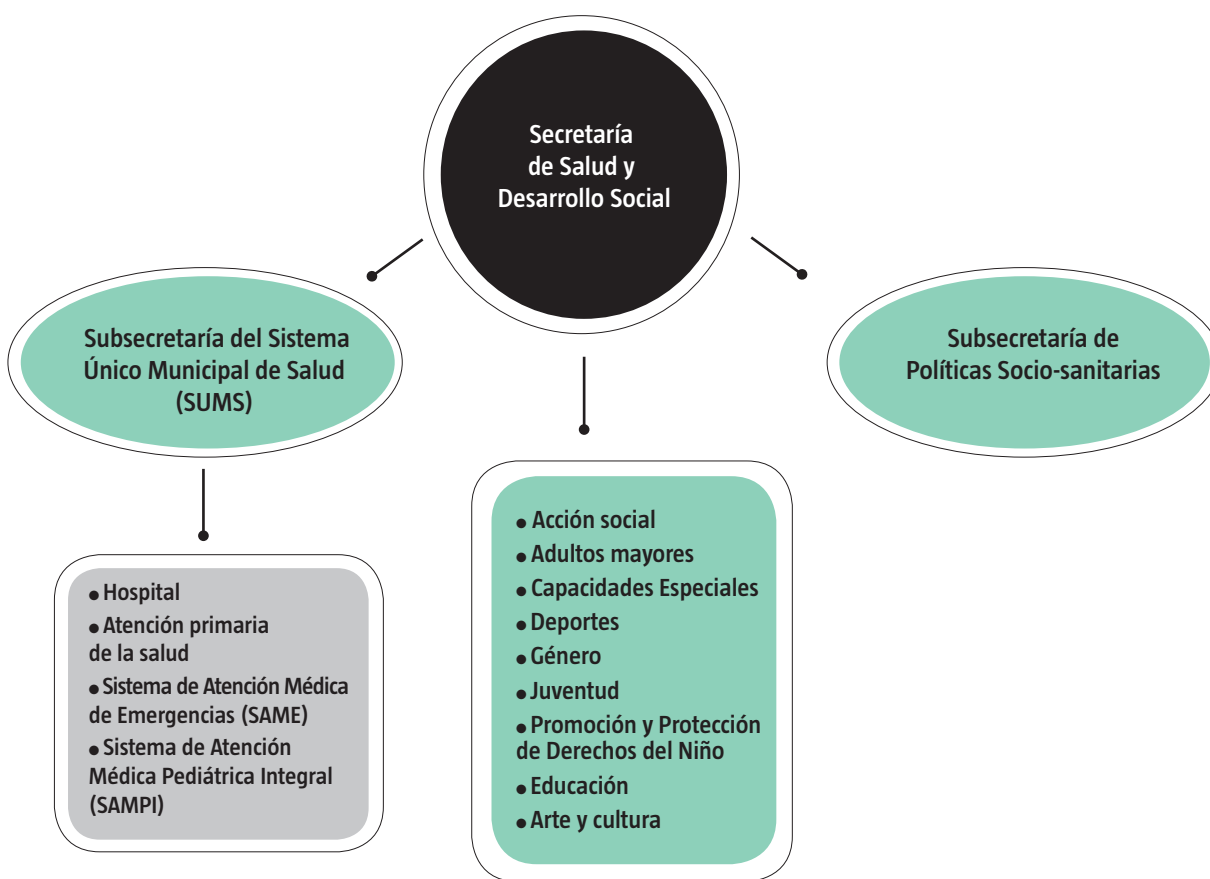 Secretaría
de Salud y
Desarrollo Social
Subsecretaría del Sistema
Único Municipal de Salud
(SUMS)
Subsecretaría de
Políticas Socio-sanitarias
● Hospital
● Atención primaria
de la salud
● Sistema de Atención Médica
de Emergencias (SAME)
● Sistema de Atención
Médica Pediátrica Integral
(SAMPI)
● Acción social
● Adultos mayores
● Capacidades Especiales
● Deportes
● Género
● Juventud
● Promoción y Protección
de Derechos del Niño
● Educación
● Arte y cultura